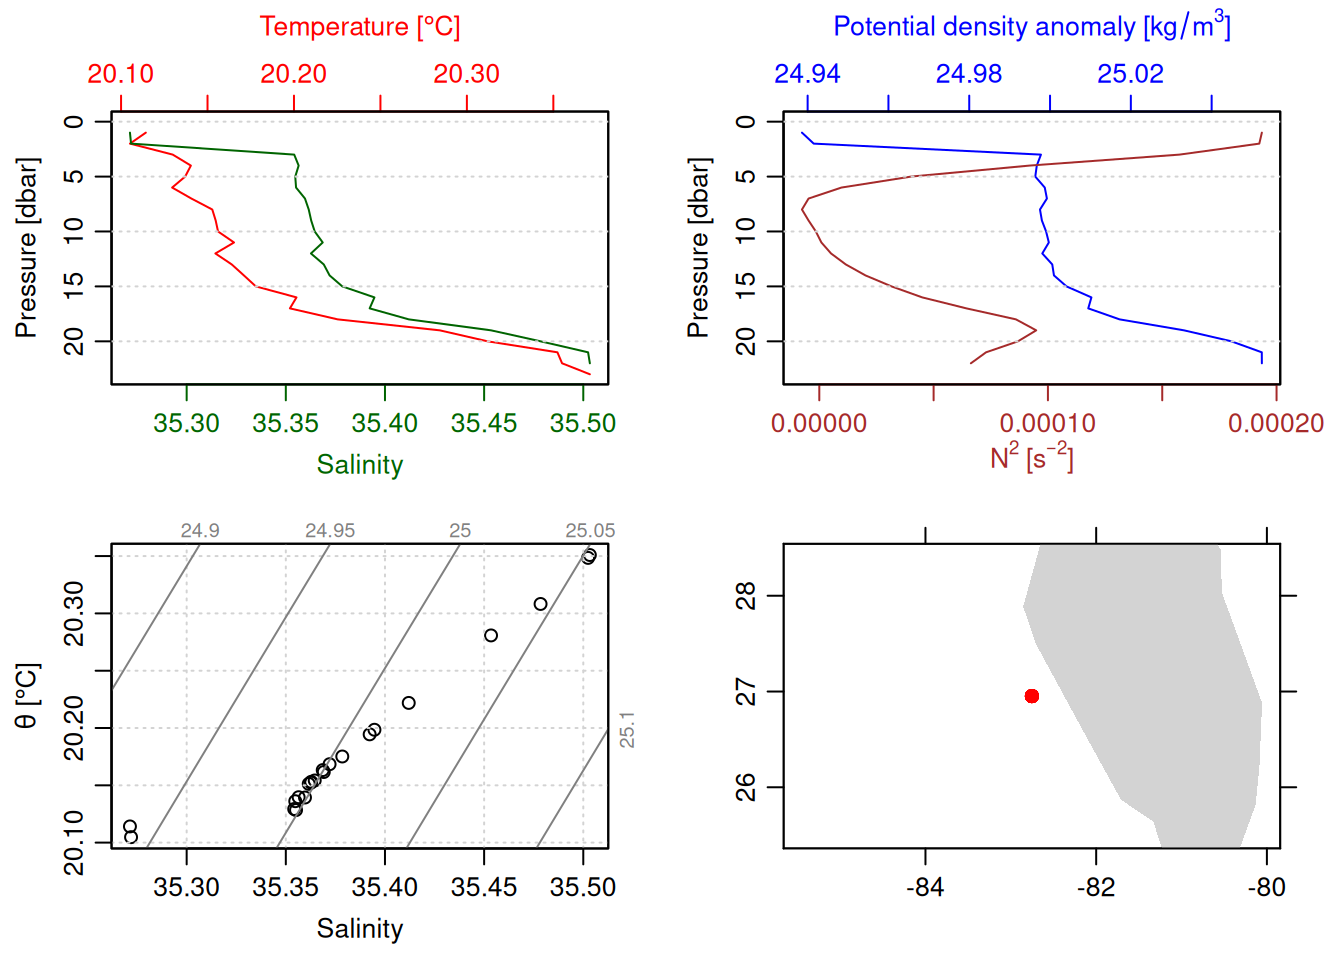 Temperature [°C]
20.10 20.20 20.30
Pressure [dbar]
0 5 10 15 20
35.30 35.35 35.40 35.45 35.50
Salinity
Potential density anomaly [kg/m³]
24.94 24.98 25.02
Pressure [dbar]
0 5 10 15 20
0.00000 0.00010 0.00020
N² [s⁻²]
24.9 24.95 25 25.05
25.1
θ [°C]
20.10 20.20 20.30
35.30 35.35 35.40 35.45 35.50
Salinity
28
27
26
-84 -82 -80